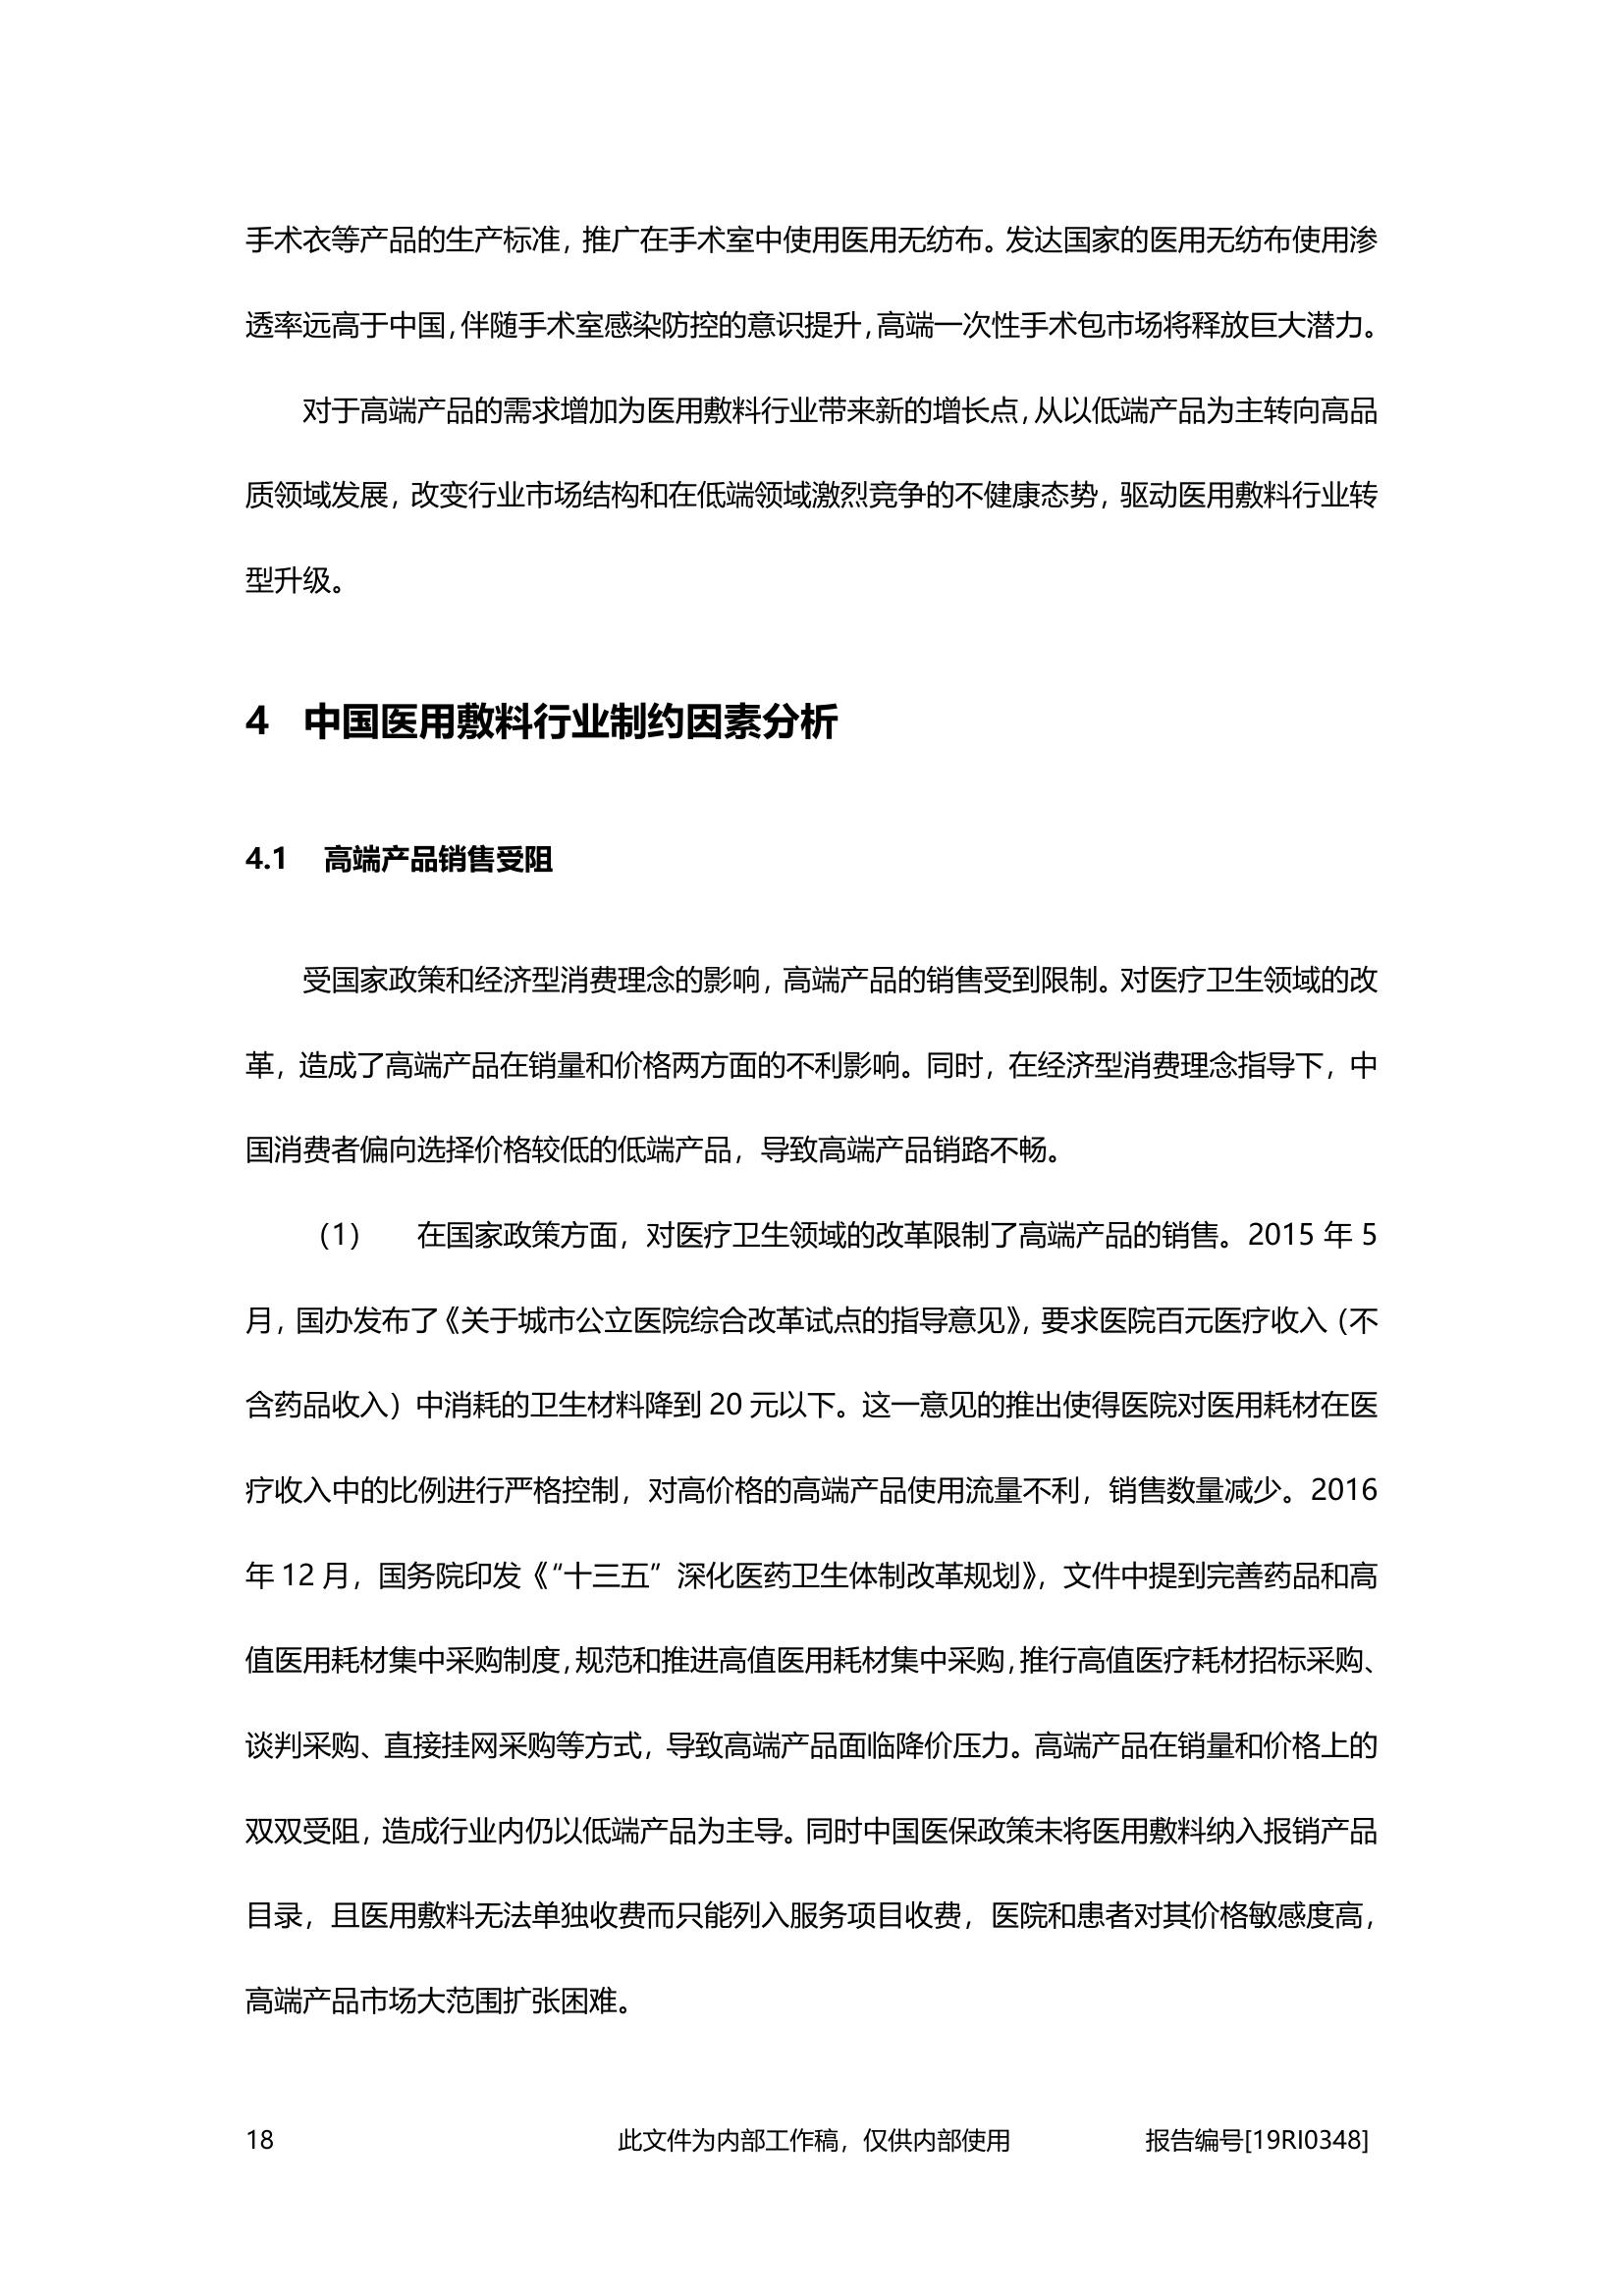 手术衣等产品的生产标准，推广在手术室中使用医用无纺布。发达国家的医用无纺布使用渗
透率远高于中国，伴随手术室感染防控的意识提升，高端一次性手术包市场将释放巨大潜力。
对于高端产品的需求增加为医用敷料行业带来新的增长点，从以低端产品为主转向高品
质领域发展，改变行业市场结构和在低端领域激烈竞争的不健康态势，驱动医用敷料行业转
型升级。
4 中国医用敷料行业制约因素分析
4.1 高端产品销售受阻
受国家政策和经济型消费理念的影响，高端产品的销售受到限制。对医疗卫生领域的改
革，造成了高端产品在销量和价格两方面的不利影响。同时，在经济型消费理念指导下，中
国消费者偏向选择价格较低的低端产品，导致高端产品销路不畅。
（1） 在国家政策方面，对医疗卫生领域的改革限制了高端产品的销售。2015 年 5
月，国办发布了《关于城市公立医院综合改革试点的指导意见》，要求医院百元医疗收入（不
含药品收入）中消耗的卫生材料降到 20 元以下。这一意见的推出使得医院对医用耗材在医
疗收入中的比例进行严格控制，对高价格的高端产品使用流量不利，销售数量减少。2016
年 12 月，国务院印发《“十三五”深化医药卫生体制改革规划》，文件中提到完善药品和高
值医用耗材集中采购制度，规范和推进高值医用耗材集中采购，推行高值医疗耗材招标采购、
谈判采购、直接挂网采购等方式，导致高端产品面临降价压力。高端产品在销量和价格上的
双双受阻，造成行业内仍以低端产品为主导。同时中国医保政策未将医用敷料纳入报销产品
目录，且医用敷料无法单独收费而只能列入服务项目收费，医院和患者对其价格敏感度高，
高端产品市场大范围扩张困难。
18 此文件为内部工作稿，仅供内部使用 报告编号[19RI0348]